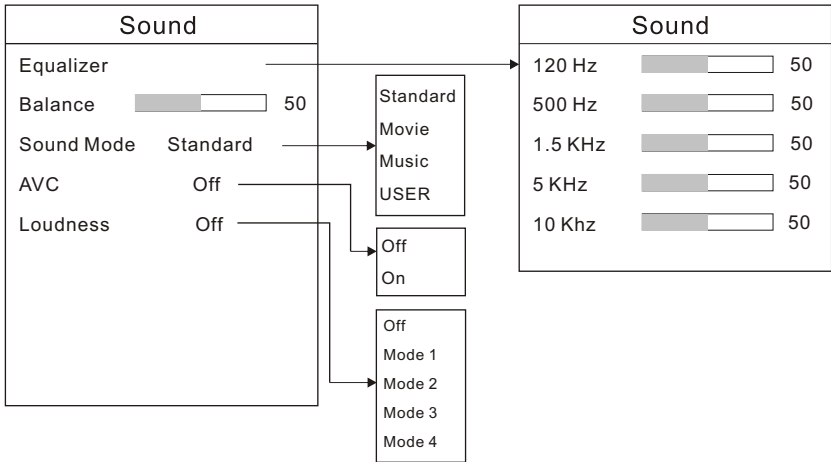 Sound
Equalizer
Balance 50
Sound Mode Standard
AVC Off
Loudness Off
Standard
Movie
Music
USER
Off
On
Off
Mode 1
Mode 2
Mode 3
Mode 4
Sound
120 Hz 50
500 Hz 50
1.5 KHz 50
5 KHz 50
10 Khz 50